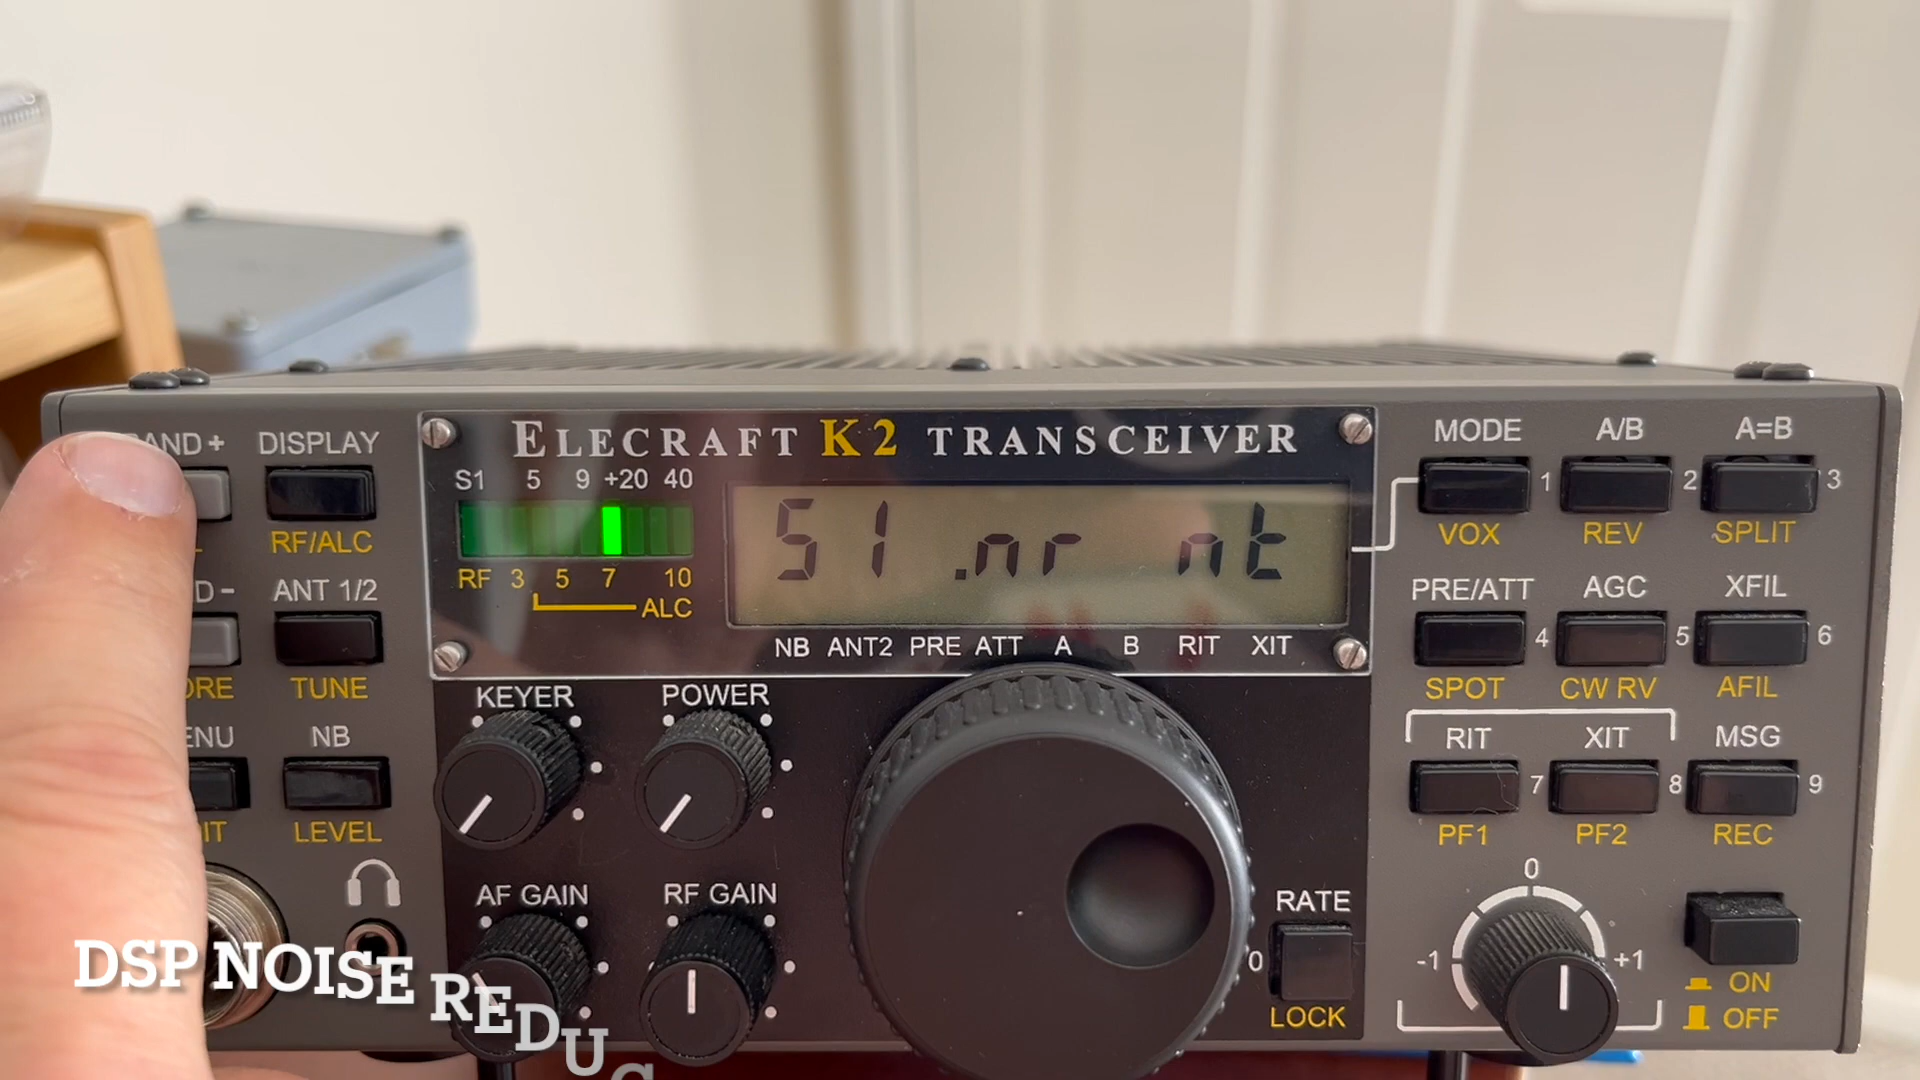 ELECRAFT K2 TRANSCEIVER
BAND + DISPLAY
RF/ALC
D - ANT 1/2
ORE TUNE
ENU NB
IT LEVEL
S1 5 9 +20 40
RF 3 5 7 10
ALC
51 .nr nt
NB ANT2 PRE ATT A B RIT XIT
KEYER POWER
AF GAIN RF GAIN
RATE
0
LOCK
MODE A/B A=B
1 2 3
VOX REV SPLIT
PRE/ATT AGC XFIL
4 5 6
SPOT CW RV AFIL
RIT XIT MSG
7 8 9
PF1 PF2 REC
0
-1 +1
ON
OFF
DSP NOISE REDUC